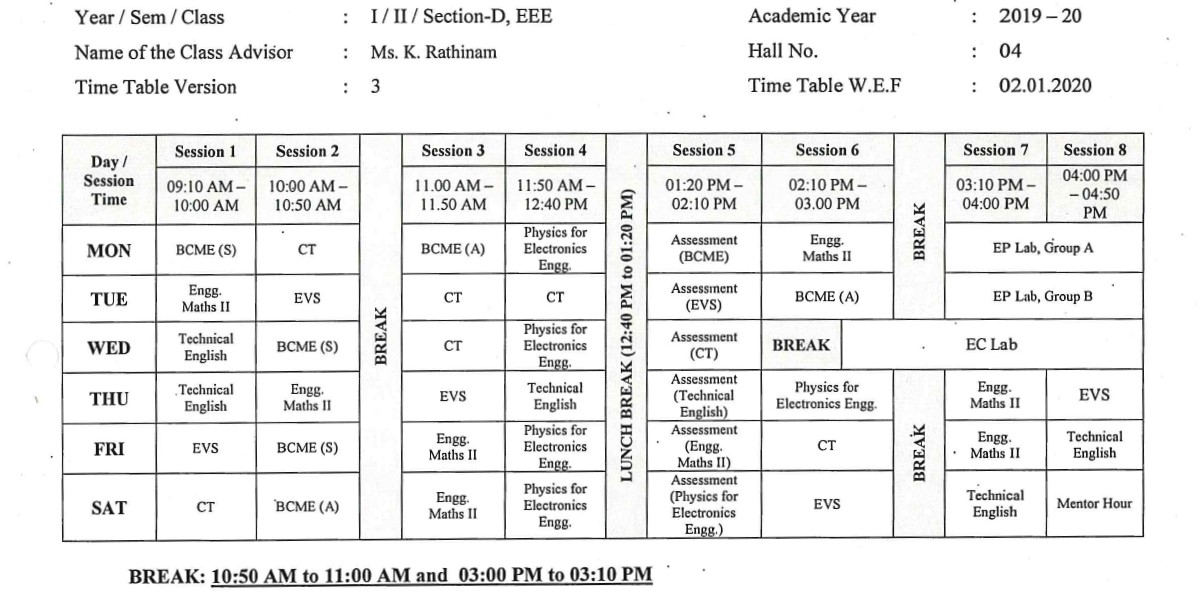 Year / Sem / Class : I / II / Section-D, EEE Academic Year : 2019 – 20
Name of the Class Advisor : Ms. K. Rathinam Hall No. : 04
Time Table Version : 3 Time Table W.E.F : 02.01.2020
Day / Session Time Session 1 Session 2 BREAK Session 3 Session 4 LUNCH BREAK (12:40 PM to 01:20 PM) Session 5 Session 6 BREAK Session 7 Session 8
09:10 AM – 10:00 AM 10:00 AM – 10:50 AM 11.00 AM – 11.50 AM 11:50 AM – 12:40 PM 01:20 PM – 02:10 PM 02:10 PM – 03.00 PM 03:10 PM – 04:00 PM 04:00 PM – 04:50 PM
MON BCME (S) CT BCME (A) Physics for Electronics Engg. Assessment (BCME) Engg. Maths II EP Lab, Group A
TUE Engg. Maths II EVS CT CT Assessment (EVS) BCME (A) EP Lab, Group B
WED Technical English BCME (S) CT Physics for Electronics Engg. Assessment (CT) BREAK EC Lab
THU Technical English Engg. Maths II EVS Technical English Assessment (Technical English) Physics for Electronics Engg. BREAK Engg. Maths II EVS
FRI EVS BCME (S) Engg. Maths II Physics for Electronics Engg. Assessment (Engg. Maths II) CT Engg. Maths II Technical English
SAT CT BCME (A) Engg. Maths II Physics for Electronics Engg. Assessment (Physics for Electronics Engg.) EVS Technical English Mentor Hour
BREAK: 10:50 AM to 11:00 AM and 03:00 PM to 03:10 PM